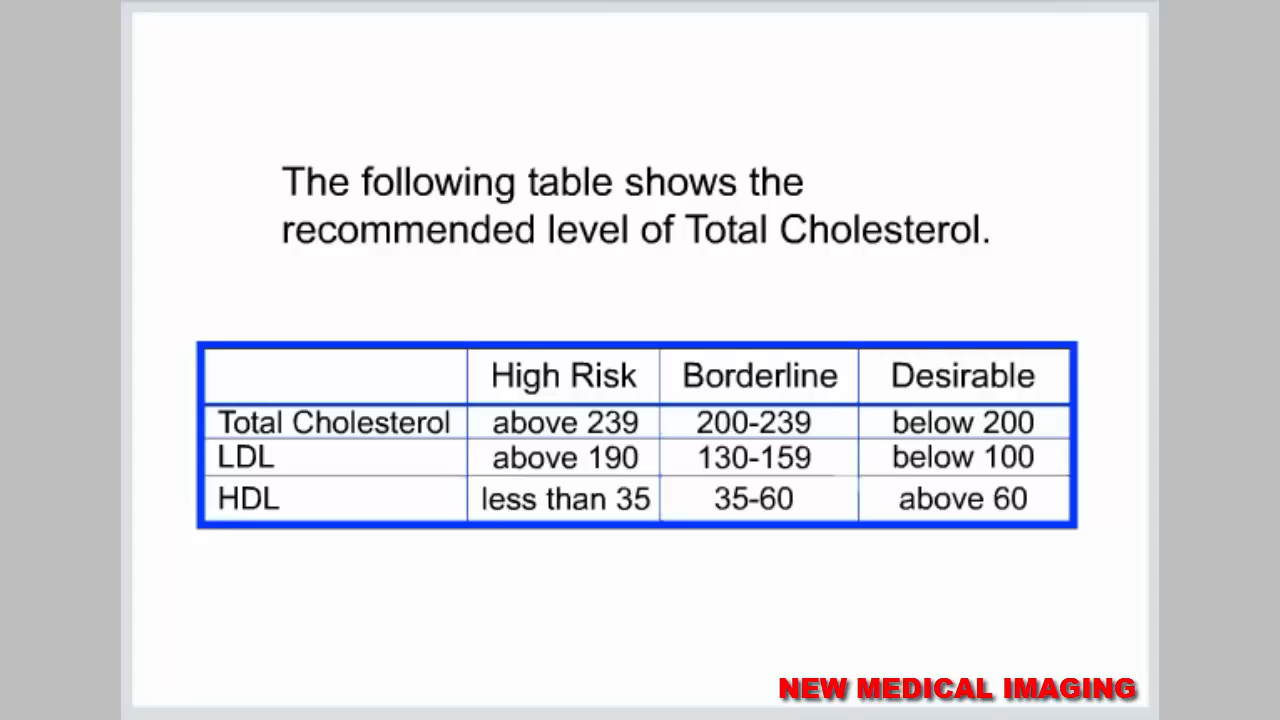 The following table shows the
recommended level of Total Cholesterol.
High Risk Borderline Desirable
Total Cholesterol above 239 200-239 below 200
LDL above 190 130-159 below 100
HDL less than 35 35-60 above 60
NEW MEDICAL IMAGING